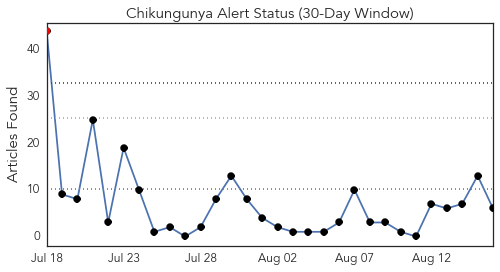 Chikungunya Alert Status (30-Day Window)
Articles Found
40
30
20
10
0
Jul 18
Jul 23
Jul 28
Aug 02
Aug 07
Aug 12